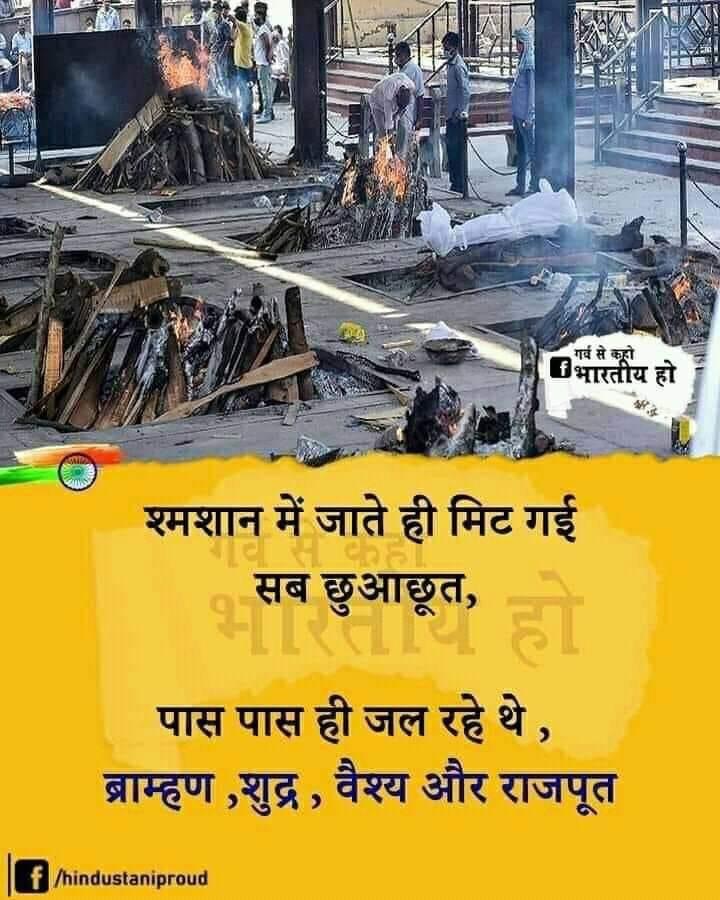 गर्व से कहो
भारतीय हो
श्मशान में जाते ही मिट गई
सब छुआछूत,
गर्व से कहो
भारतीय हो
पास पास ही जल रहे थे ,
ब्राम्हण ,शुद्र , वैश्य और राजपूत
/hindustaniproud